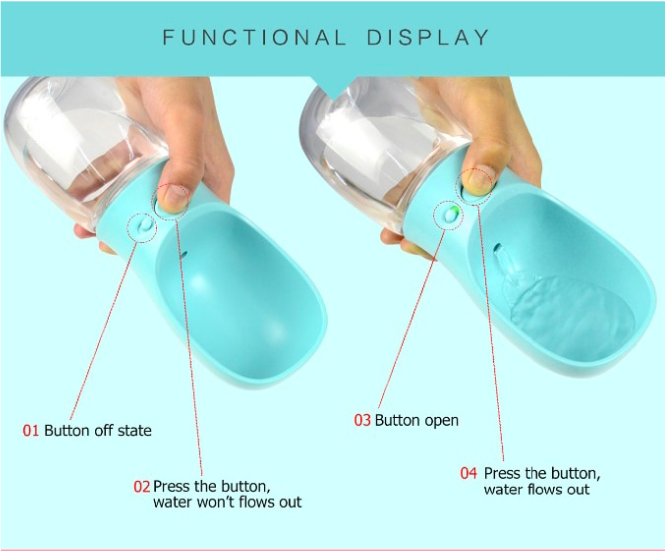 FUNCTIONAL DISPLAY
01 Button off state
02 Press the button,
water won't flows out
03 Button open
04 Press the button,
water flows out